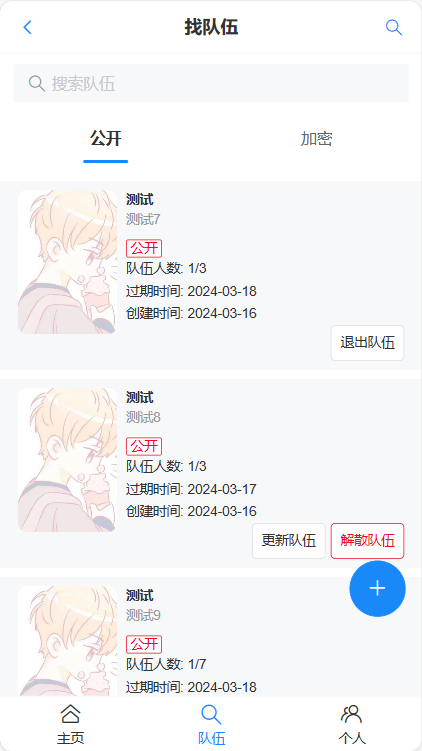 找队伍
搜索队伍
公开 加密
测试
测试7
公开
队伍人数: 1/3
过期时间: 2024-03-18
创建时间: 2024-03-16
退出队伍
测试
测试8
公开
队伍人数: 1/3
过期时间: 2024-03-17
创建时间: 2024-03-16
更新队伍 解散队伍
测试
测试9
公开
队伍人数: 1/7
过期时间: 2024-03-18
主页 队伍 个人